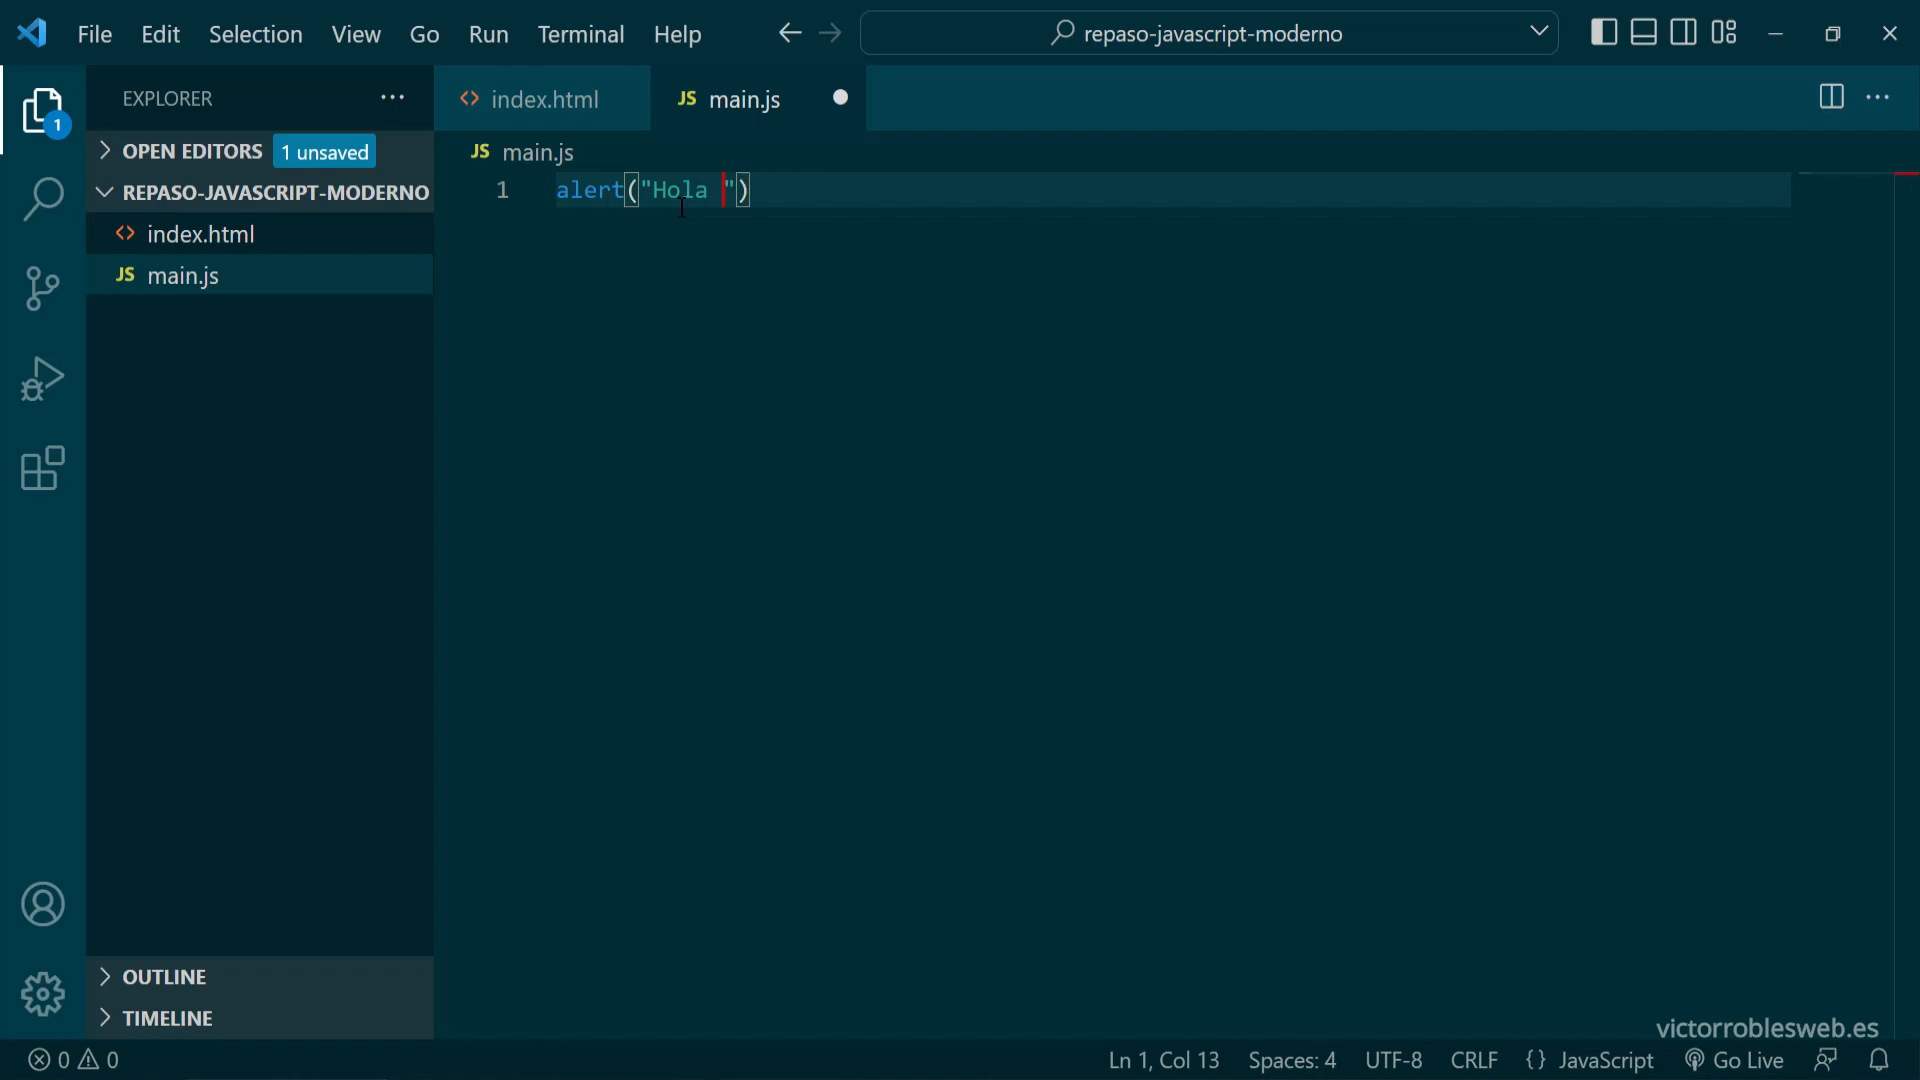 File Edit Selection View Go Run Terminal Help repaso-javascript-moderno
EXPLORER
index.html
JS main.js
1
OPEN EDITORS 1 unsaved
JS main.js
REPASO-JAVASCRIPT-MODERNO
1 alert("Hola ")
index.html
JS main.js
OUTLINE
TIMELINE
victorroblesweb.es
0 0 Ln 1, Col 13 Spaces: 4 UTF-8 CRLF {} JavaScript Go Live